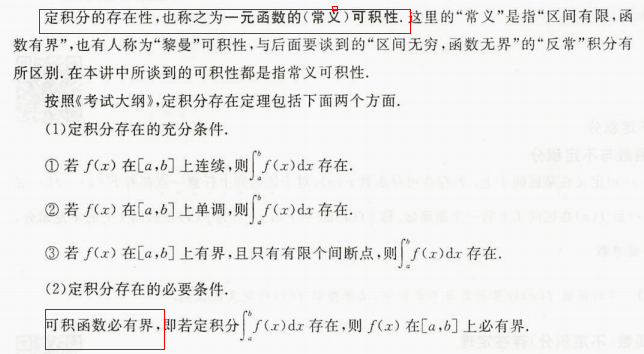 定积分的存在性,也称之为一元函数的(常义)可积性.这里的“常义”是指“区间有限,函
数有界”,也有人称为“黎曼”可积性,与后面要谈到的“区间无穷,函数无界”的“反常”积分有
所区别.在本讲中所谈到的可积性都是指常义可积性.
按照《考试大纲》,定积分存在定理包括下面两个方面.
(1)定积分存在的充分条件.
① 若 f(x) 在[a,b]上连续,则∫_a^b f(x)dx 存在.
② 若 f(x) 在[a,b]上单调,则∫_a^b f(x)dx 存在.
③ 若 f(x) 在[a,b]上有界,且只有有限个间断点,则∫_a^b f(x)dx 存在.
(2)定积分存在的必要条件.
可积函数必有界,即若定积分∫_a^b f(x)dx 存在,则 f(x) 在[a,b]上必有界.